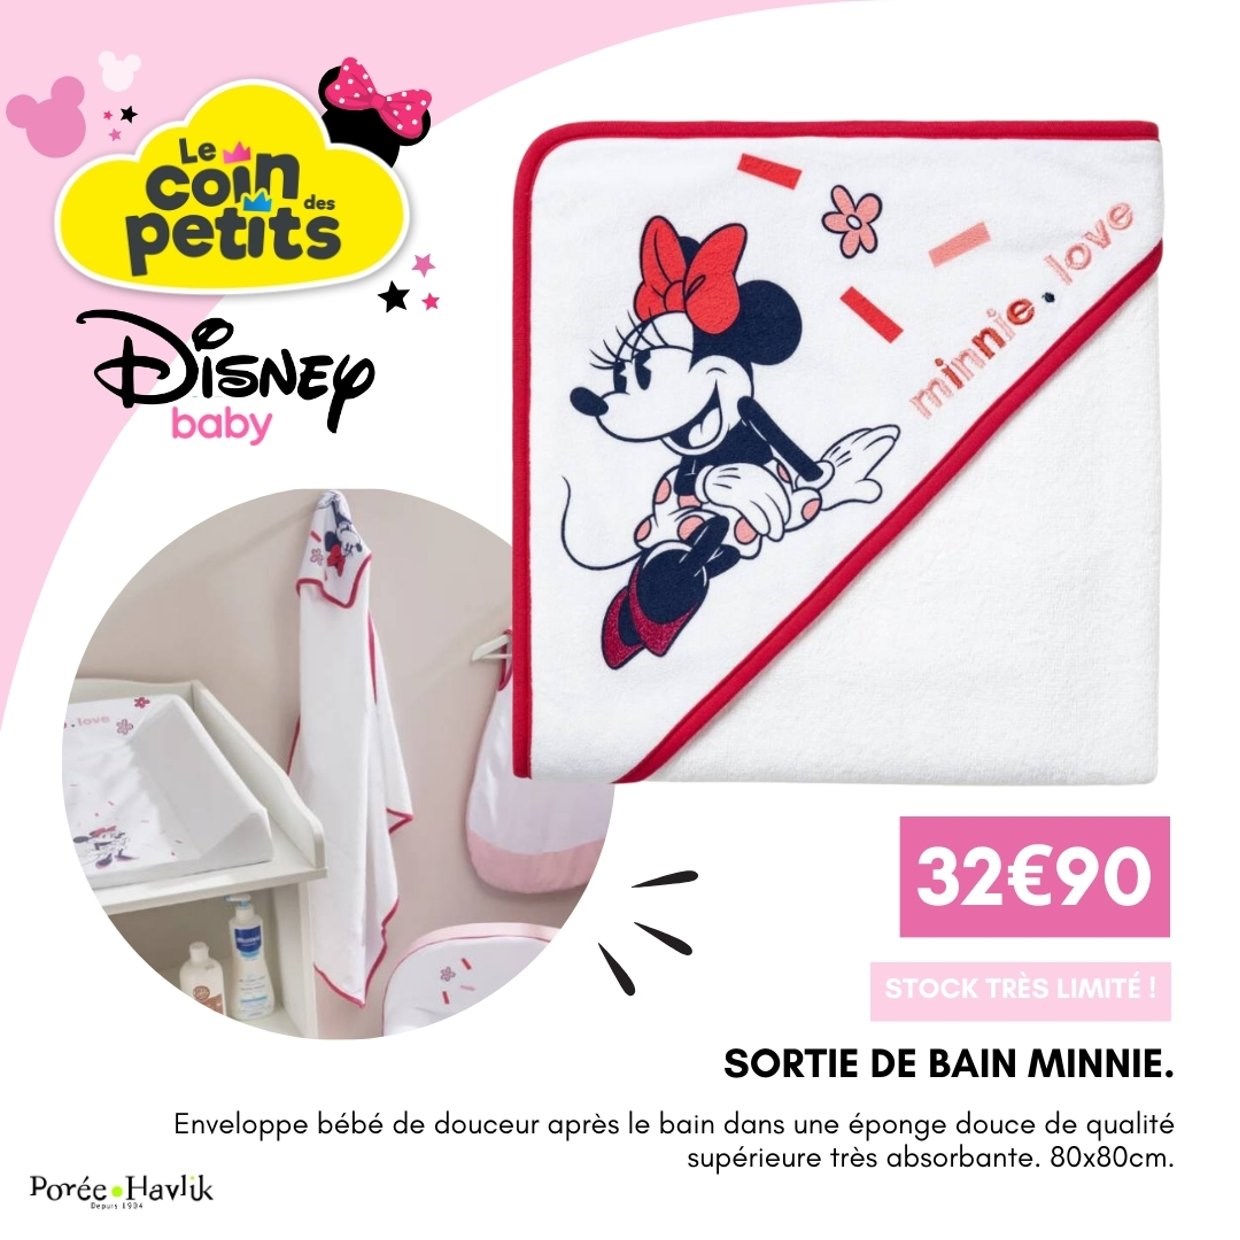 Le
coin
des
petits
Disney
baby
minnie.love
.love
32€90
STOCK TRÈS LIMITÉ !
SORTIE DE BAIN MINNIE.
Enveloppe bébé de douceur après le bain dans une éponge douce de qualité
supérieure très absorbante. 80x80cm.
Porée•Havlik
Depuis 1934